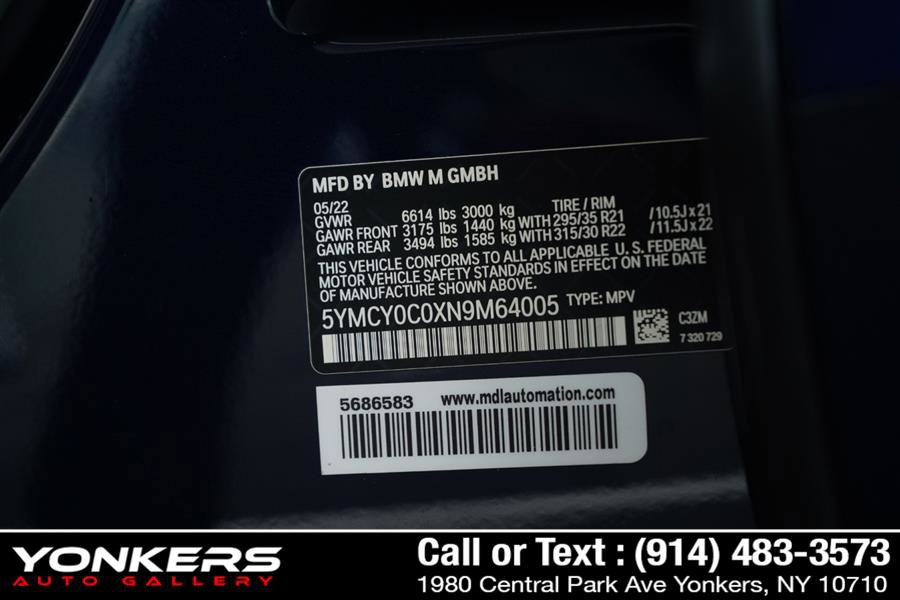 MFD BY BMW M GMBH
05/22 TIRE / RIM
GVWR 6614 lbs 3000 kg
GAWR FRONT 3175 lbs 1440 kg WITH 295/35 R21 /10.5J x 21
GAWR REAR 3494 lbs 1585 kg WITH 315/30 R22 /11.5J x 22
THIS VEHICLE CONFORMS TO ALL APPLICABLE U. S. FEDERAL
MOTOR VEHICLE SAFETY STANDARDS IN EFFECT ON THE DATE
OF MANUFACTURE SHOWN ABOVE.
5YMCY0C0XN9M64005 TYPE: MPV
C3ZM
7 320 729
5686583 www.mdlautomation.com
YONKERS
AUTO GALLERY
Call or Text : (914) 483-3573
1980 Central Park Ave Yonkers, NY 10710